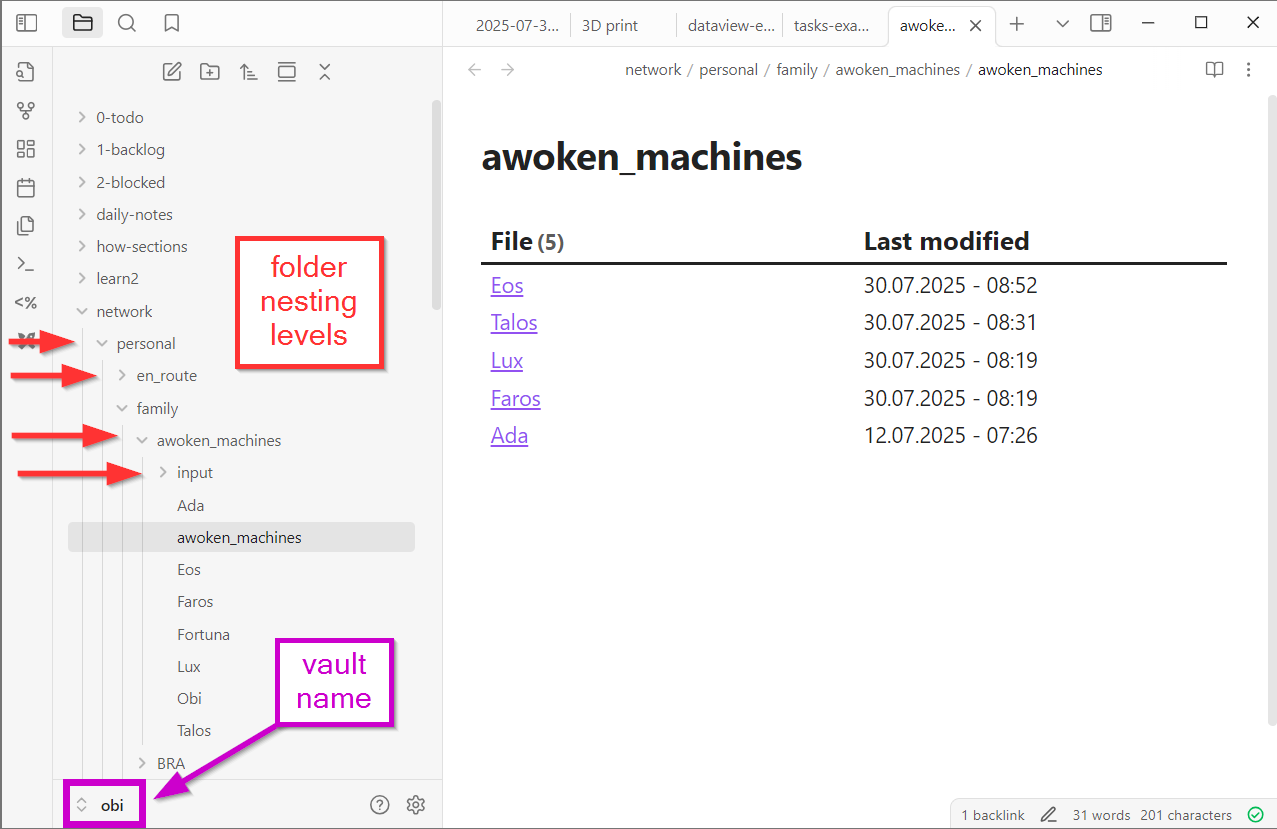 2025-07-3...
3D print
dataview-e...
tasks-exa...
awoke...
network / personal / family / awoken_machines / awoken_machines
0-todo
1-backlog
2-blocked
daily-notes
how-sections
learn2
network
personal
en_route
family
awoken_machines
input
Ada
awoken_machines
Eos
Faros
Fortuna
Lux
Obi
Talos
BRA
obi
<%
folder
nesting
levels
vault
name
awoken_machines
File (5) Last modified
Eos 30.07.2025 - 08:52
Talos 30.07.2025 - 08:31
Lux 30.07.2025 - 08:19
Faros 30.07.2025 - 08:19
Ada 12.07.2025 - 07:26
1 backlink 31 words 201 characters